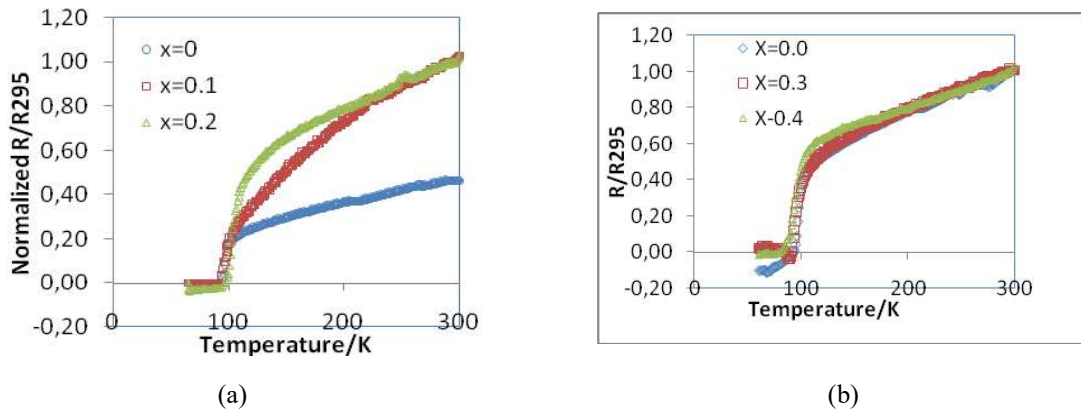 1,20
1,00
0,80
0,60
0,40
0,20
0,00
-0,20
Normalized R/R295
x=0
x=0.1
x=0.2
0 100 200 300
Temperature/K
(a)
1,20
1,00
0,80
0,60
0,40
0,20
0,00
-0,20
R/R295
X=0.0
X=0.3
X-0.4
0 100 200 300
Temperature/K
(b)